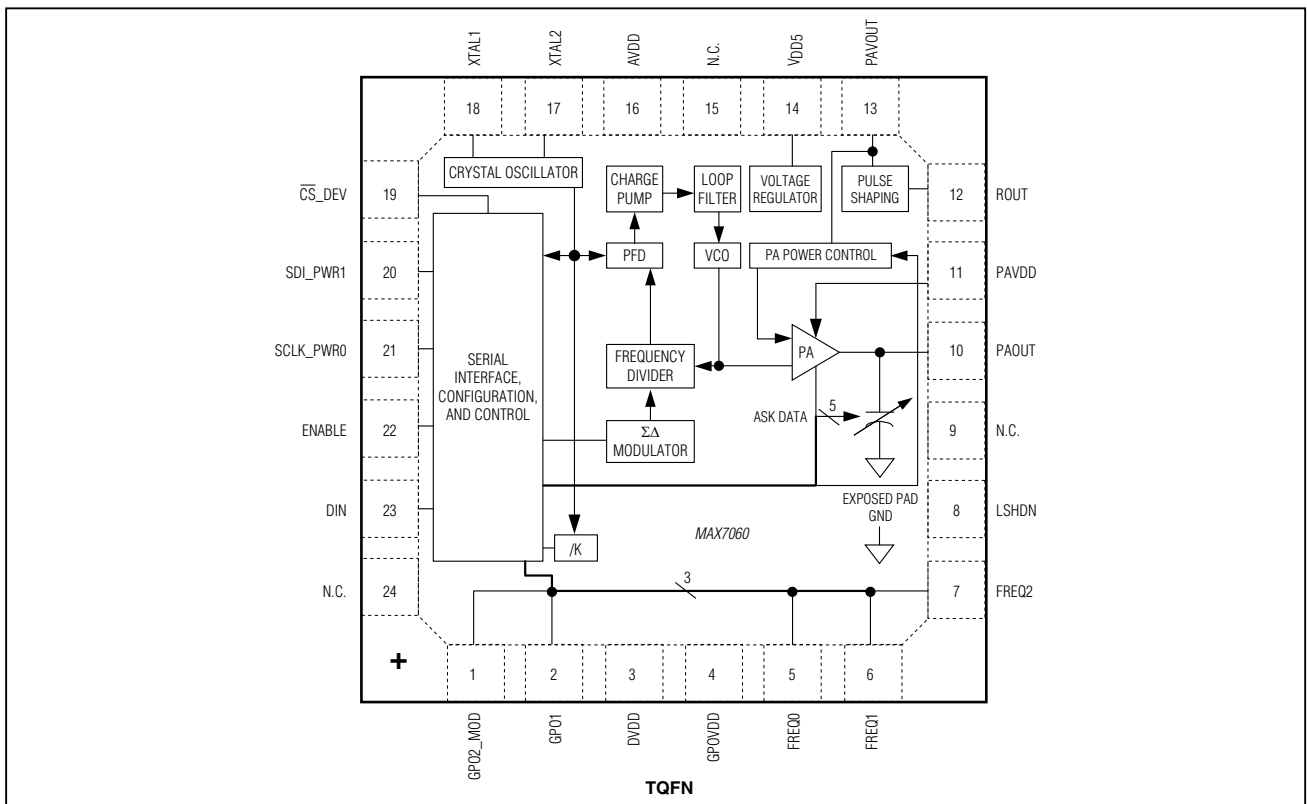 XTAL1
XTAL2
AVDD
N.C.
VDD5
PAVOUT
18
17
16
15
14
13
CRYSTAL OSCILLATOR
CHARGE
PUMP
LOOP
FILTER
VOLTAGE
REGULATOR
PULSE
SHAPING
CS_DEV
19
12
ROUT
PFD
VCO
PA POWER CONTROL
SDI_PWR1
20
11
PAVDD
SCLK_PWR0
21
SERIAL
INTERFACE,
CONFIGURATION,
AND CONTROL
FREQUENCY
DIVIDER
PA
10
PAOUT
ENABLE
22
ΣΔ
MODULATOR
ASK DATA
5
9
N.C.
DIN
23
EXPOSED PAD
GND
8
LSHDN
/K
MAX7060
N.C.
24
3
7
FREQ2
+
1
2
3
4
5
6
GPO2_MOD
GPO1
DVDD
GPOVDD
FREQ0
FREQ1
TQFN